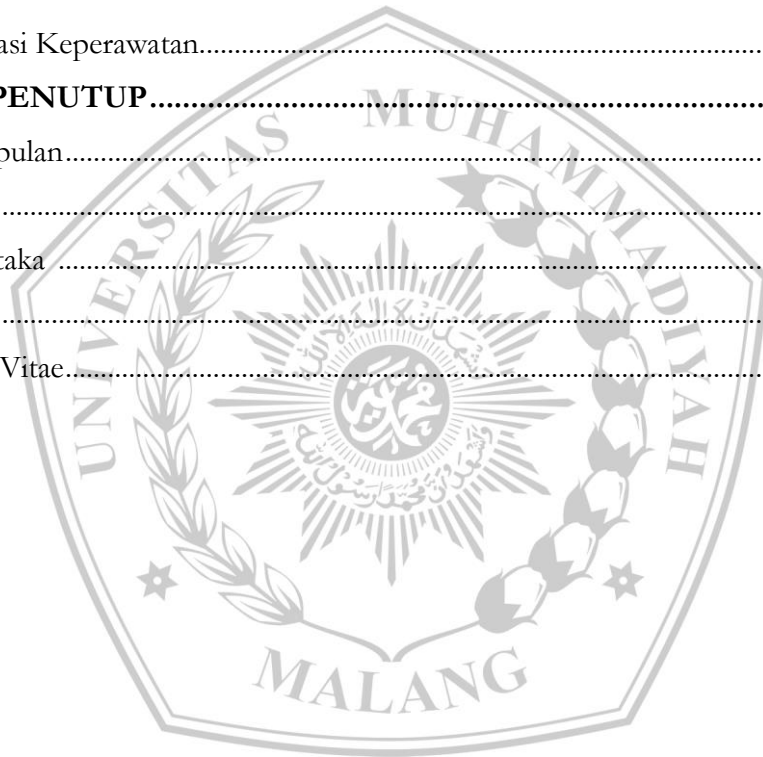 asi Keperawatan..........................................................
PENUTUP..........................................................
pulan..........................................................
..........................................................
taka ..........................................................
..........................................................
Vitae..........................................................
UNIVERSITAS MUHAMMADIYAH
MALANG